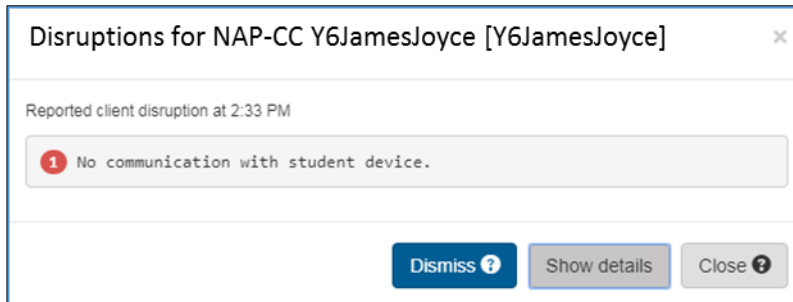 Disruptions for NAP-CC Y6JamesJoyce [Y6JamesJoyce] ×
Reported client disruption at 2:33 PM
1 No communication with student device.
Dismiss ? Show details Close ?